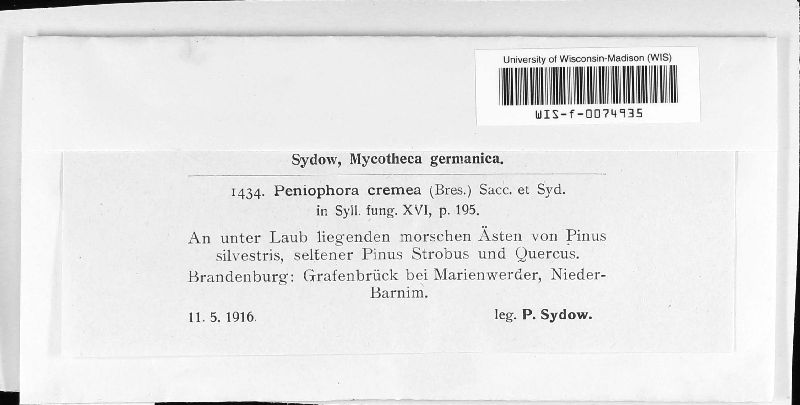 University of Wisconsin-Madison (WIS)
WIS-f-0074935
Sydow, Mycotheca germanica.
1434. Peniophora cremea (Bres.) Sacc. et Syd.
in Syll. fung. XVI, p. 195.
An unter Laub liegenden morschen Ästen von Pinus
silvestris, seltener Pinus Strobus und Quercus.
Brandenburg: Grafenbrück bei Marienwerder, Nieder-
Barnim.
11. 5. 1916. leg. P. Sydow.